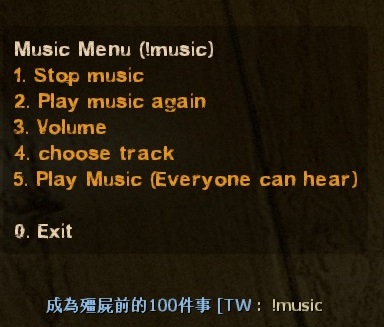 Music Menu (!music)
1. Stop music
2. Play music again
3. Volume
4. choose track
5. Play Music (Everyone can hear)
0. Exit
成為殭屍前的100件事 [TW : !music